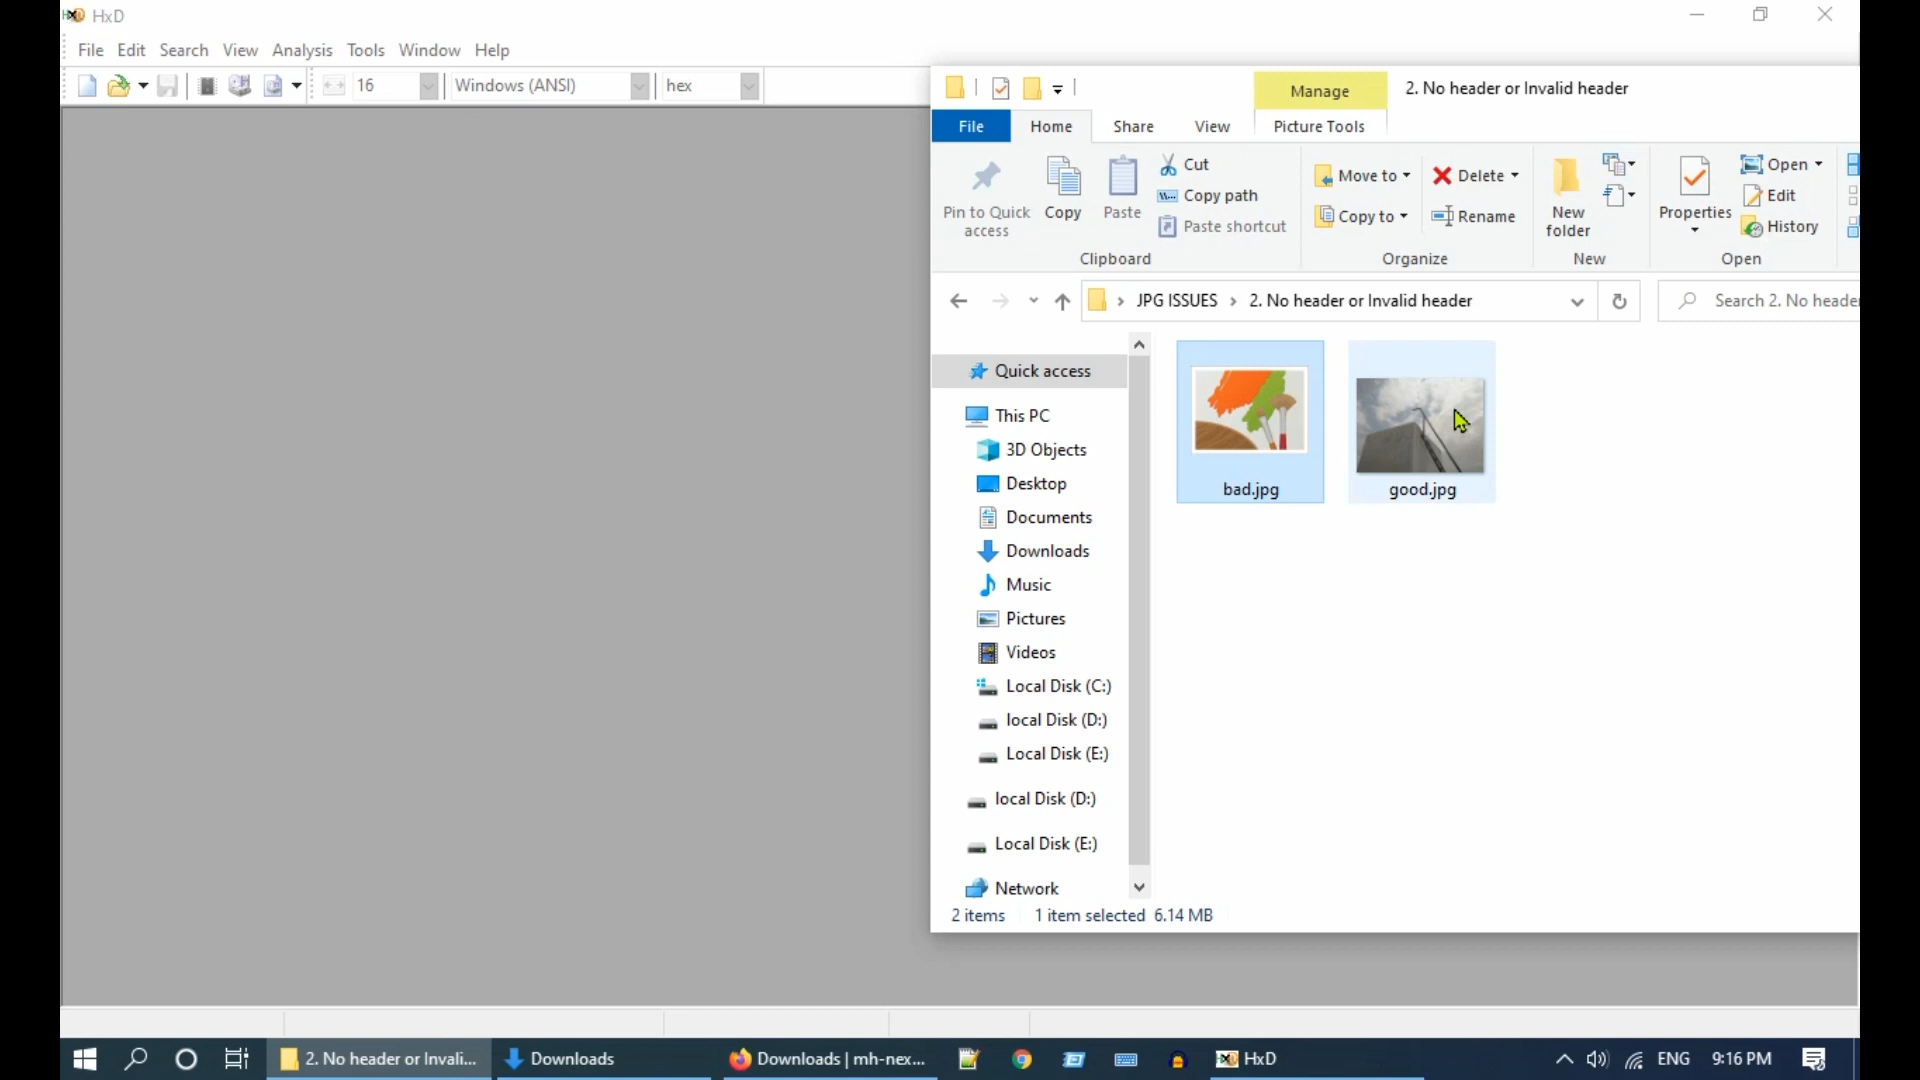 HxD
File Edit Search View Analysis Tools Window Help
16 Windows (ANSI) hex
Manage 2. No header or Invalid header
File Home Share View Picture Tools
Pin to Quick access
Copy
Paste
Cut
Copy path
Paste shortcut
Clipboard
Move to
Copy to
Delete
Rename
Organize
New folder
New
Properties
Open
Edit
History
Open
JPG ISSUES › 2. No header or Invalid header
Search 2. No header
Quick access
This PC
3D Objects
Desktop
Documents
Downloads
Music
Pictures
Videos
Local Disk (C:)
local Disk (D:)
Local Disk (E:)
local Disk (D:)
Local Disk (E:)
Network
bad.jpg
good.jpg
2 items 1 item selected 6.14 MB
2. No header or Invali... Downloads Downloads | mh-nex... HxD ENG 9:16 PM